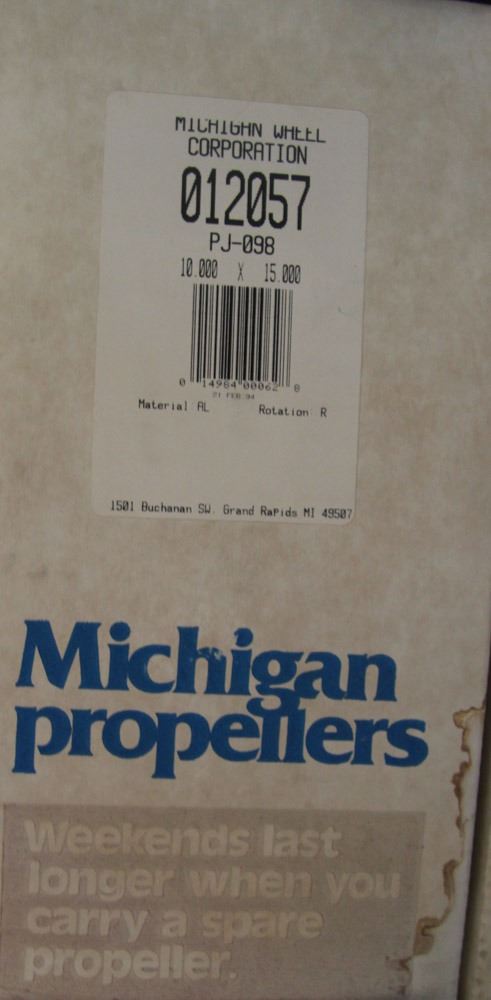 MICHIGAN WHEEL
CORPORATION
012057
PJ-098
10.000 X 15.000
0 14984 00062 8
21 FEB 94
Material AL Rotation R
1501 Buchanan SW. Grand Rapids MI 49507
Michigan
propellers
Weekends last
longer when you
carry a spare
propeller.